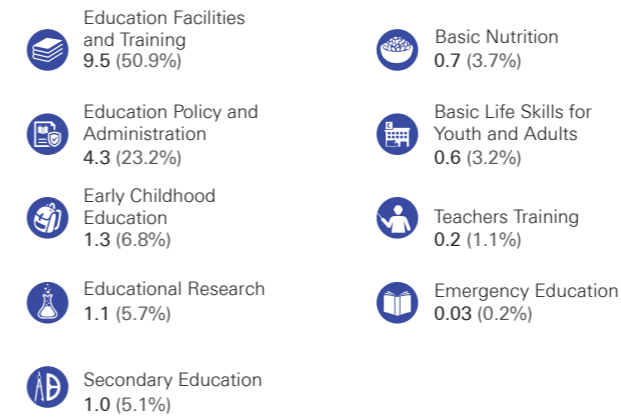 Education Facilities
and Training
9.5 (50.9%)
Education Policy and
Administration
4.3 (23.2%)
Early Childhood
Education
1.3 (6.8%)
Educational Research
1.1 (5.7%)
Secondary Education
1.0 (5.1%)
Basic Nutrition
0.7 (3.7%)
Basic Life Skills for
Youth and Adults
0.6 (3.2%)
Teachers Training
0.2 (1.1%)
Emergency Education
0.03 (0.2%)